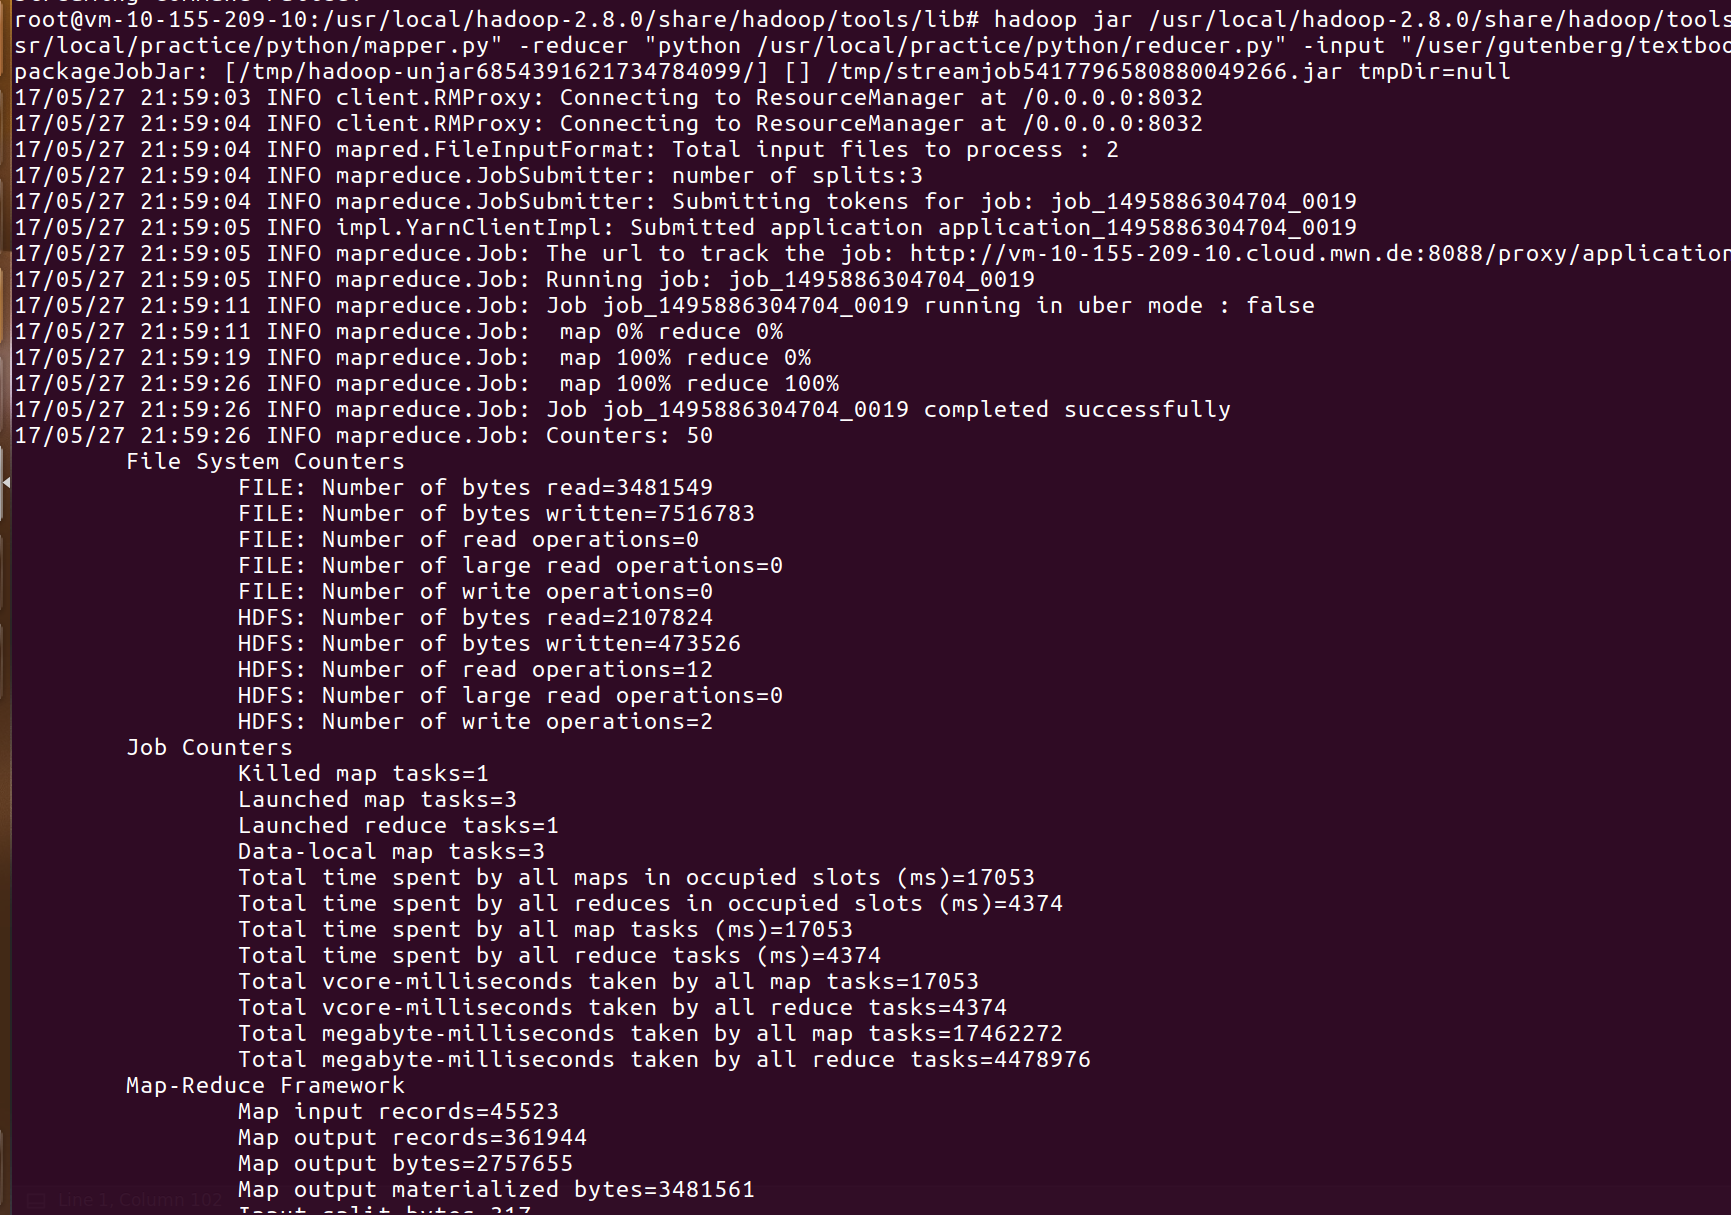 root@vm-10-155-209-10:/usr/local/hadoop-2.8.0/share/hadoop/tools/lib# hadoop jar /usr/local/hadoop-2.8.0/share/hadoop/tools
sr/local/practice/python/mapper.py" -reducer "python /usr/local/practice/python/reducer.py" -input "/user/gutenberg/textboo
packageJobJar: [/tmp/hadoop-unjar6854391621734784099/] [] /tmp/streamjob5417796580880049266.jar tmpDir=null
17/05/27 21:59:03 INFO client.RMProxy: Connecting to ResourceManager at /0.0.0.0:8032
17/05/27 21:59:04 INFO client.RMProxy: Connecting to ResourceManager at /0.0.0.0:8032
17/05/27 21:59:04 INFO mapred.FileInputFormat: Total input files to process : 2
17/05/27 21:59:04 INFO mapreduce.JobSubmitter: number of splits:3
17/05/27 21:59:04 INFO mapreduce.JobSubmitter: Submitting tokens for job: job_1495886304704_0019
17/05/27 21:59:05 INFO impl.YarnClientImpl: Submitted application application_1495886304704_0019
17/05/27 21:59:05 INFO mapreduce.Job: The url to track the job: http://vm-10-155-209-10.cloud.mwn.de:8088/proxy/application
17/05/27 21:59:05 INFO mapreduce.Job: Running job: job_1495886304704_0019
17/05/27 21:59:11 INFO mapreduce.Job: Job job_1495886304704_0019 running in uber mode : false
17/05/27 21:59:11 INFO mapreduce.Job:  map 0% reduce 0%
17/05/27 21:59:19 INFO mapreduce.Job:  map 100% reduce 0%
17/05/27 21:59:26 INFO mapreduce.Job:  map 100% reduce 100%
17/05/27 21:59:26 INFO mapreduce.Job: Job job_1495886304704_0019 completed successfully
17/05/27 21:59:26 INFO mapreduce.Job: Counters: 50
File System Counters
FILE: Number of bytes read=3481549
FILE: Number of bytes written=7516783
FILE: Number of read operations=0
FILE: Number of large read operations=0
FILE: Number of write operations=0
HDFS: Number of bytes read=2107824
HDFS: Number of bytes written=473526
HDFS: Number of read operations=12
HDFS: Number of large read operations=0
HDFS: Number of write operations=2
Job Counters
Killed map tasks=1
Launched map tasks=3
Launched reduce tasks=1
Data-local map tasks=3
Total time spent by all maps in occupied slots (ms)=17053
Total time spent by all reduces in occupied slots (ms)=4374
Total time spent by all map tasks (ms)=17053
Total time spent by all reduce tasks (ms)=4374
Total vcore-milliseconds taken by all map tasks=17053
Total vcore-milliseconds taken by all reduce tasks=4374
Total megabyte-milliseconds taken by all map tasks=17462272
Total megabyte-milliseconds taken by all reduce tasks=4478976
Map-Reduce Framework
Map input records=45523
Map output records=361944
Map output bytes=2757655
Map output materialized bytes=3481561
Line 1, Column 102
Input split bytes=317